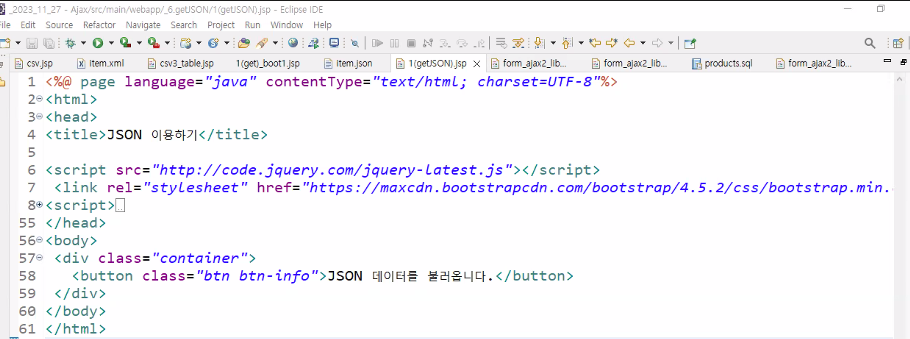 _2023_11_27 - Ajax/src/main/webapp/_6.getJSON/1(getJSON).jsp - Eclipse IDE
File Edit Source Refactor Navigate Search Project Run Window Help
csv.jsp item.xml csv3_table.jsp 1(get)_boot1.jsp item.json 1(getJSON).jsp form_ajax2_lib... form_ajax2_lib... products.sql form_ajax2_lib...
1 <%@ page language="java" contentType="text/html; charset=UTF-8"%>
2 <html>
3 <head>
4 <title>JSON 이용하기</title>
5
6 <script src="http://code.jquery.com/jquery-latest.js"></script>
7 <link rel="stylesheet" href="https://maxcdn.bootstrapcdn.com/bootstrap/4.5.2/css/bootstrap.min.
8 <script>
55 </head>
56 <body>
57 <div class="container">
58 <button class="btn btn-info">JSON 데이터를 불러옵니다.</button>
59 </div>
60 </body>
61 </html>